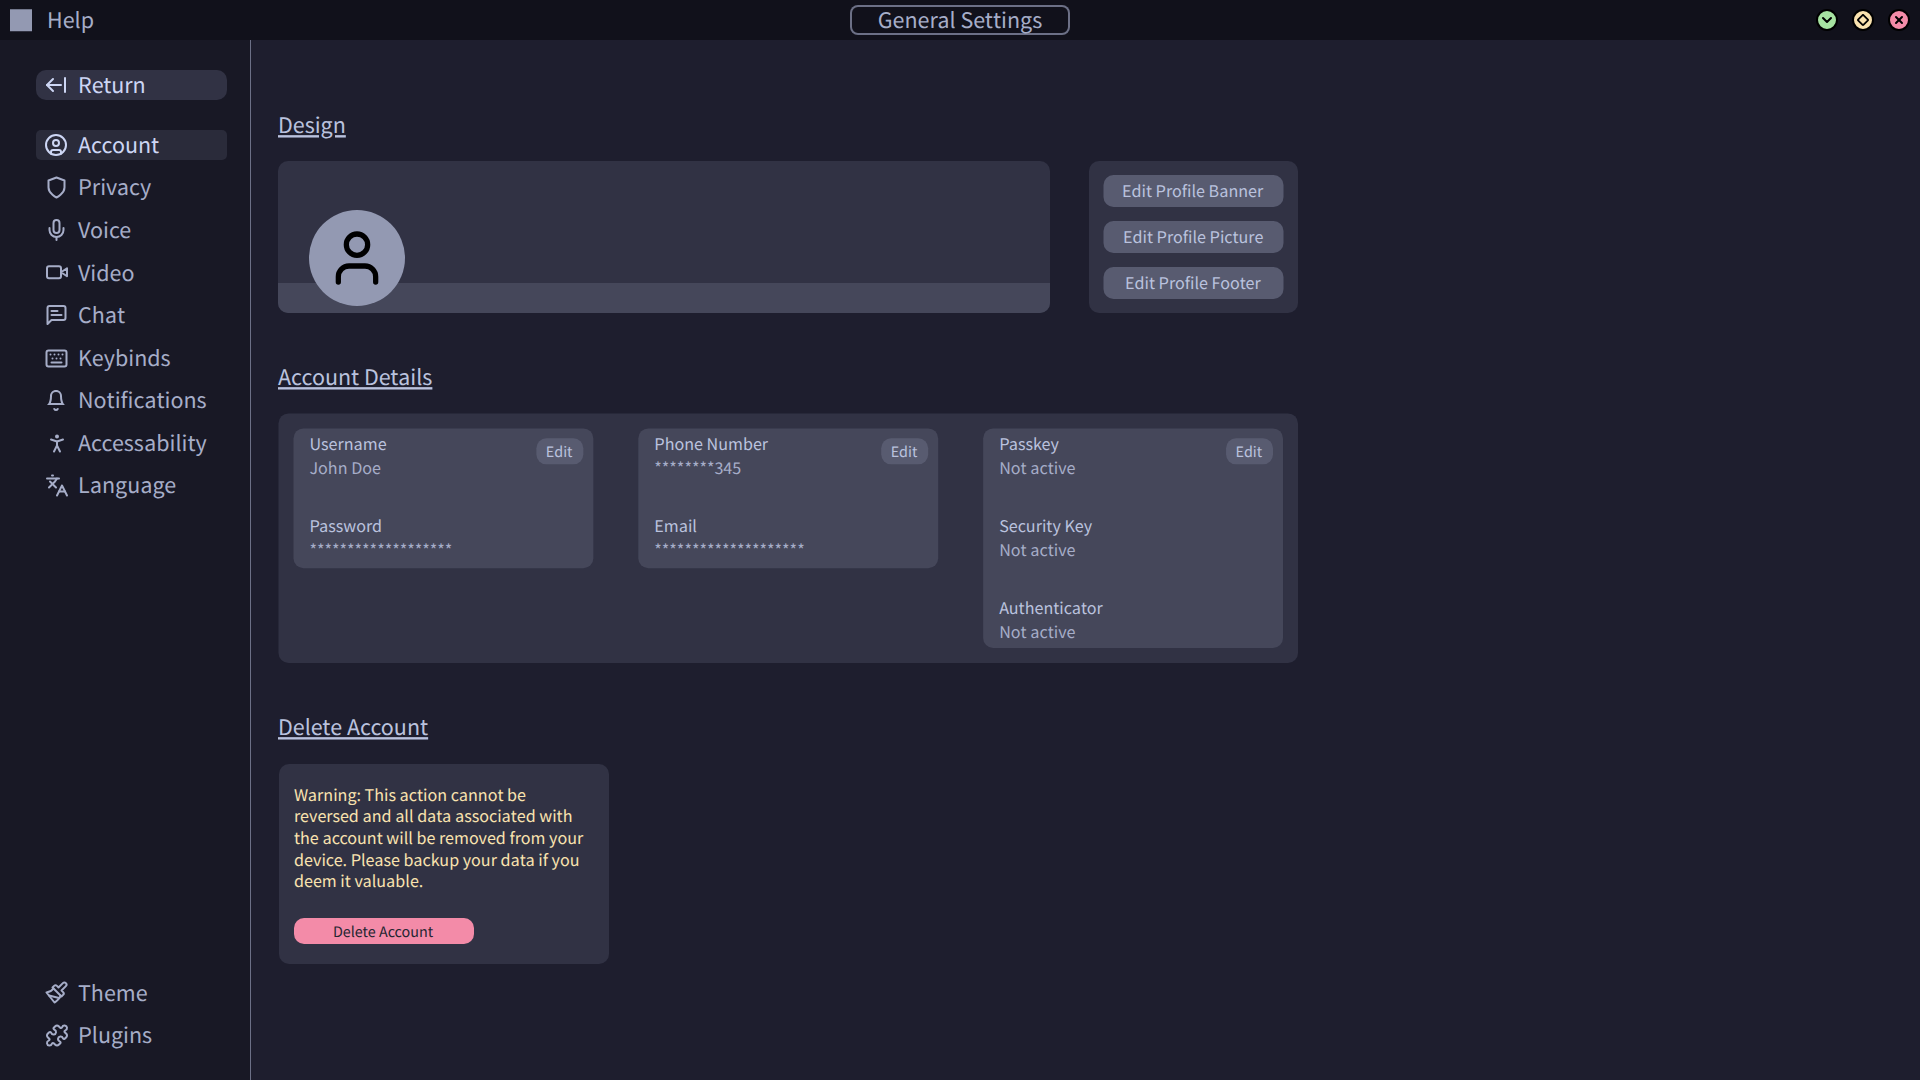 Help
General Settings
Return
Account
Privacy
Voice
Video
Chat
Keybinds
Notifications
Accessability
Language
Theme
Plugins
Design
Edit Profile Banner
Edit Profile Picture
Edit Profile Footer
Account Details
Username
Edit
John Doe
Password
*******************
Phone Number
Edit
********345
Email
********************
Passkey
Edit
Not active
Security Key
Not active
Authenticator
Not active
Delete Account
Warning: This action cannot be
reversed and all data associated with
the account will be removed from your
device. Please backup your data if you
deem it valuable.
Delete Account